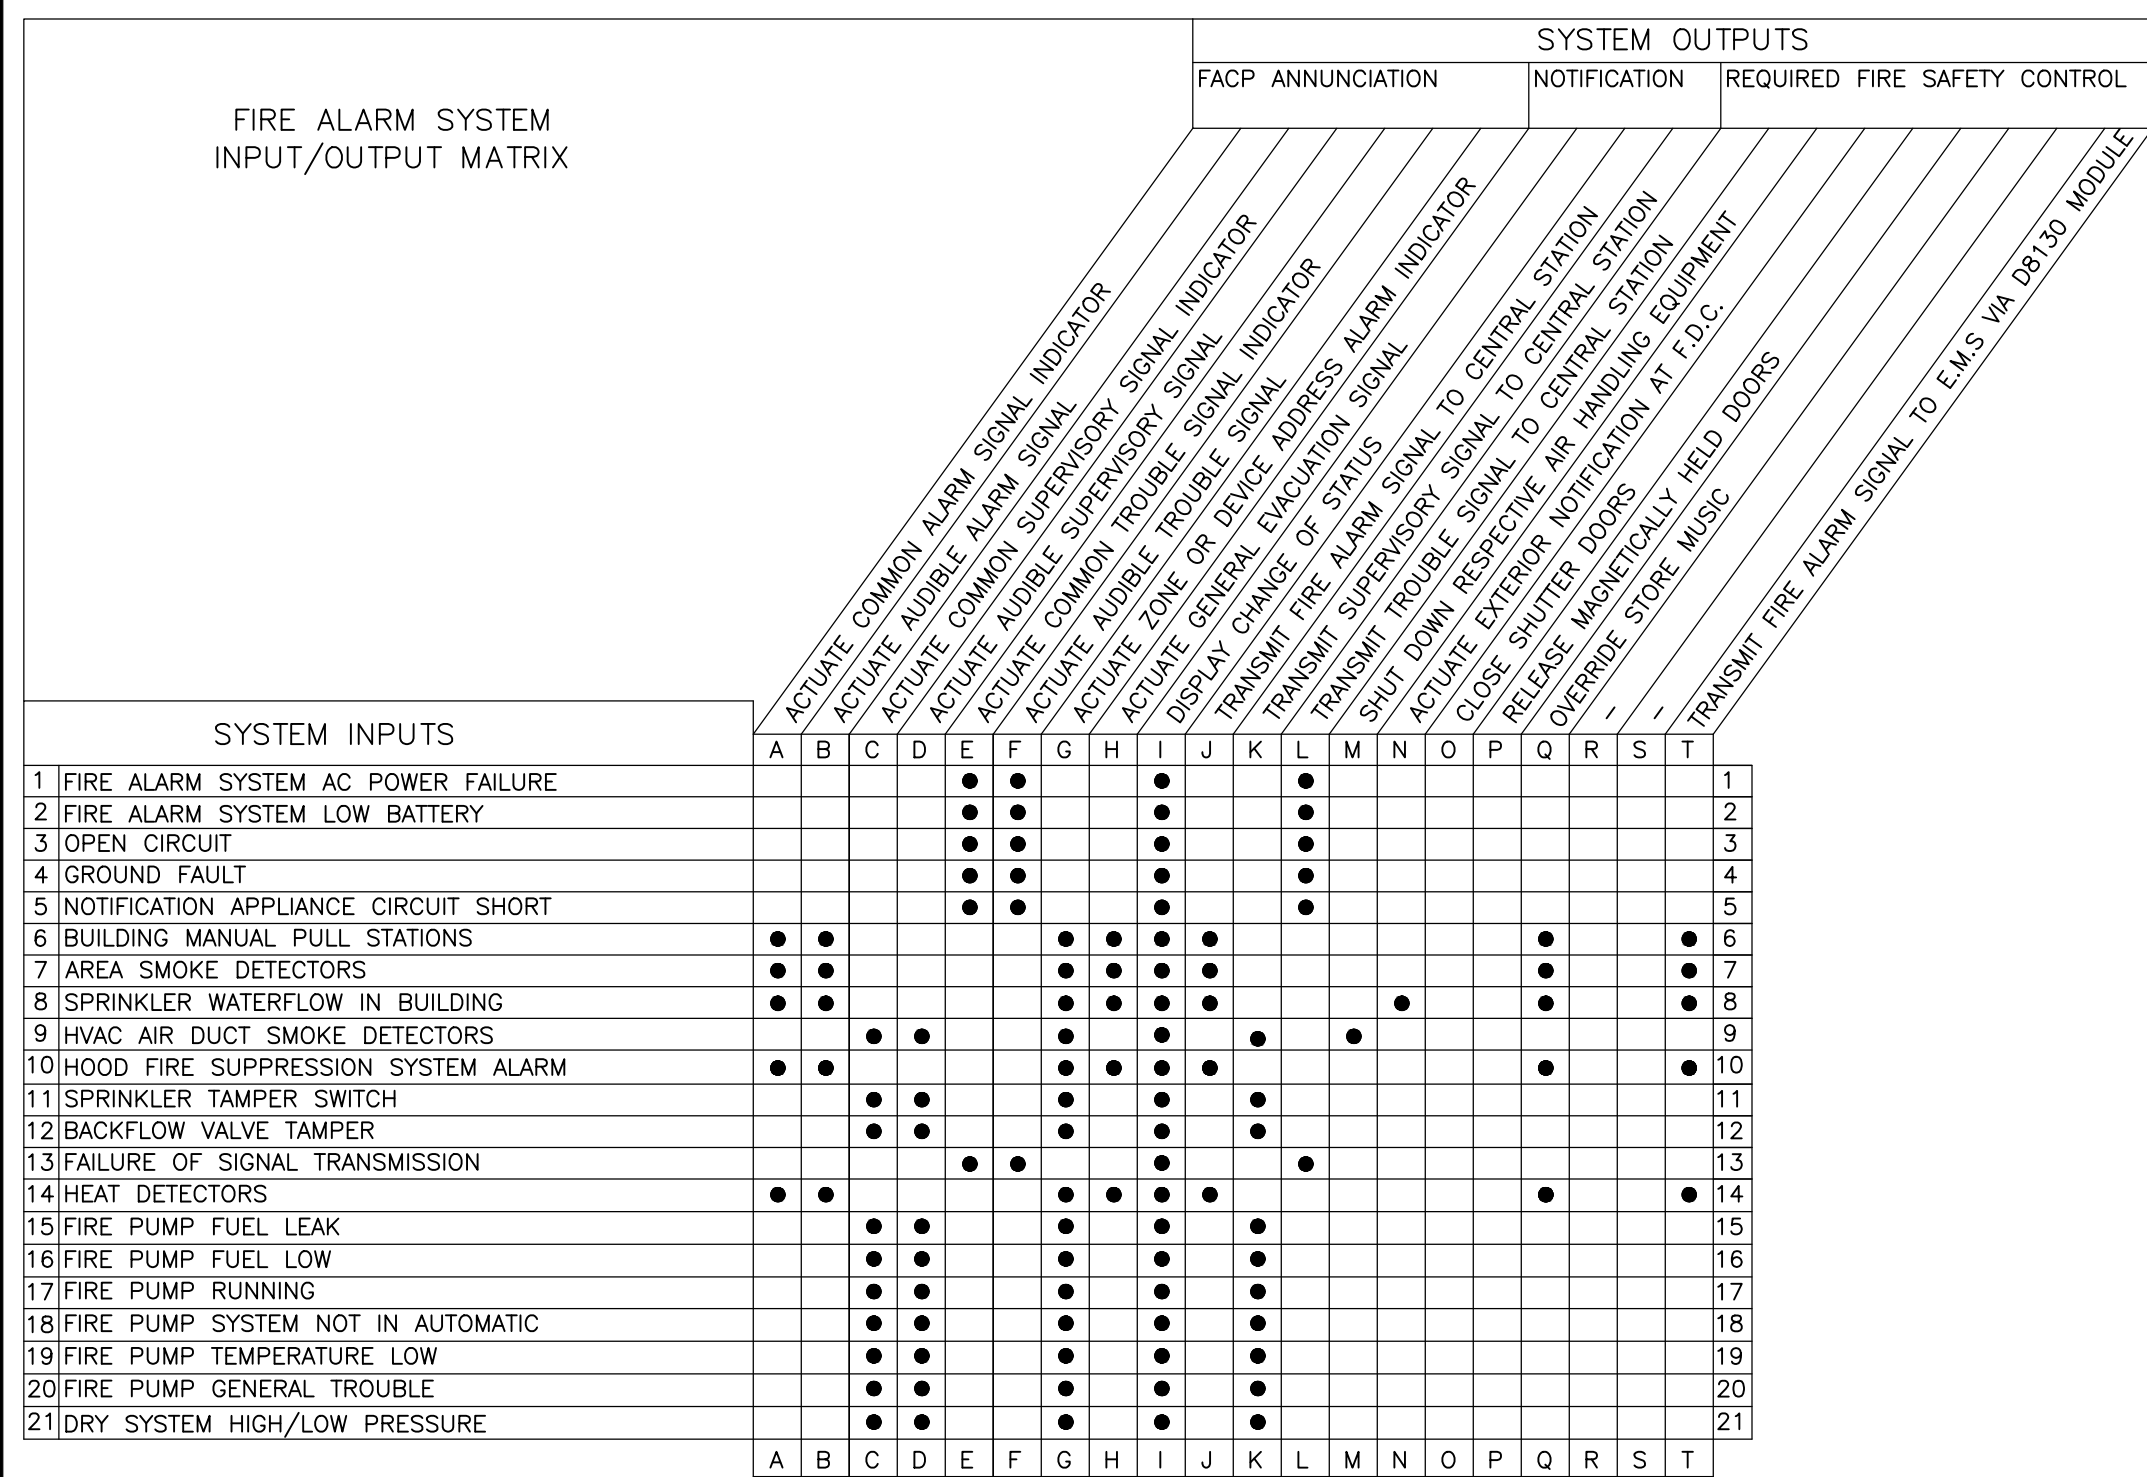 SYSTEM OUTPUTS
FACP ANNUNCIATION NOTIFICATION REQUIRED FIRE SAFETY CONTROL
FIRE ALARM SYSTEM
INPUT/OUTPUT MATRIX
ACTUATE COMMON ALARM SIGNAL INDICATOR
ACTUATE AUDIBLE ALARM SIGNAL
ACTUATE COMMON SUPERVISORY SIGNAL INDICATOR
ACTUATE AUDIBLE SUPERVISORY SIGNAL
ACTUATE COMMON TROUBLE SIGNAL INDICATOR
ACTUATE AUDIBLE TROUBLE SIGNAL
ACTUATE ZONE OR DEVICE ADDRESS ALARM INDICATOR
ACTUATE GENERAL EVACUATION SIGNAL
DISPLAY CHANGE OF STATUS
TRANSMIT FIRE ALARM SIGNAL TO CENTRAL STATION
TRANSMIT SUPERVISORY SIGNAL TO CENTRAL STATION
TRANSMIT TROUBLE SIGNAL TO CENTRAL STATION
SHUT DOWN RESPECTIVE AIR HANDLING EQUIPMENT
ACTUATE EXTERIOR NOTIFICATION AT F.D.C.
CLOSE SHUTTER DOORS
RELEASE MAGNETICALLY HELD DOORS
OVERRIDE STORE MUSIC
–
–
TRANSMIT FIRE ALARM SIGNAL TO E.M.S VIA D8130 MODULE
SYSTEM INPUTS
A B C D E F G H I J K L M N O P Q R S T
1 FIRE ALARM SYSTEM AC POWER FAILURE ● ● ● ● 1
2 FIRE ALARM SYSTEM LOW BATTERY ● ● ● ● 2
3 OPEN CIRCUIT ● ● ● ● 3
4 GROUND FAULT ● ● ● ● 4
5 NOTIFICATION APPLIANCE CIRCUIT SHORT ● ● ● ● 5
6 BUILDING MANUAL PULL STATIONS ● ● ● ● ● ● ● ● 6
7 AREA SMOKE DETECTORS ● ● ● ● ● ● ● ● 7
8 SPRINKLER WATERFLOW IN BUILDING ● ● ● ● ● ● ● ● ● 8
9 HVAC AIR DUCT SMOKE DETECTORS ● ● ● ● ● ● 9
10 HOOD FIRE SUPPRESSION SYSTEM ALARM ● ● ● ● ● ● ● ● 10
11 SPRINKLER TAMPER SWITCH ● ● ● ● ● 11
12 BACKFLOW VALVE TAMPER ● ● ● ● ● 12
13 FAILURE OF SIGNAL TRANSMISSION ● ● ● ● 13
14 HEAT DETECTORS ● ● ● ● ● ● ● ● 14
15 FIRE PUMP FUEL LEAK ● ● ● ● ● 15
16 FIRE PUMP FUEL LOW ● ● ● ● ● 16
17 FIRE PUMP RUNNING ● ● ● ● ● 17
18 FIRE PUMP SYSTEM NOT IN AUTOMATIC ● ● ● ● ● 18
19 FIRE PUMP TEMPERATURE LOW ● ● ● ● ● 19
20 FIRE PUMP GENERAL TROUBLE ● ● ● ● ● 20
21 DRY SYSTEM HIGH/LOW PRESSURE ● ● ● ● ● 21
A B C D E F G H I J K L M N O P Q R S T